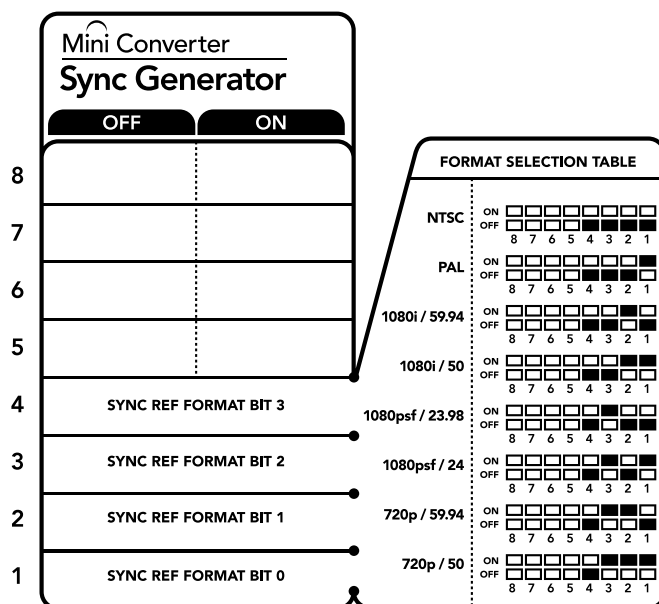 Mini Converter
Sync Generator
OFF ON
8
7
6
5
4 SYNC REF FORMAT BIT 3
3 SYNC REF FORMAT BIT 2
2 SYNC REF FORMAT BIT 1
1 SYNC REF FORMAT BIT 0
FORMAT SELECTION TABLE
NTSC
ON
OFF
8 7 6 5 4 3 2 1
PAL
ON
OFF
8 7 6 5 4 3 2 1
1080i / 59.94
ON
OFF
8 7 6 5 4 3 2 1
1080i / 50
ON
OFF
8 7 6 5 4 3 2 1
1080psf / 23.98
ON
OFF
8 7 6 5 4 3 2 1
1080psf / 24
ON
OFF
8 7 6 5 4 3 2 1
720p / 59.94
ON
OFF
8 7 6 5 4 3 2 1
720p / 50
ON
OFF
8 7 6 5 4 3 2 1